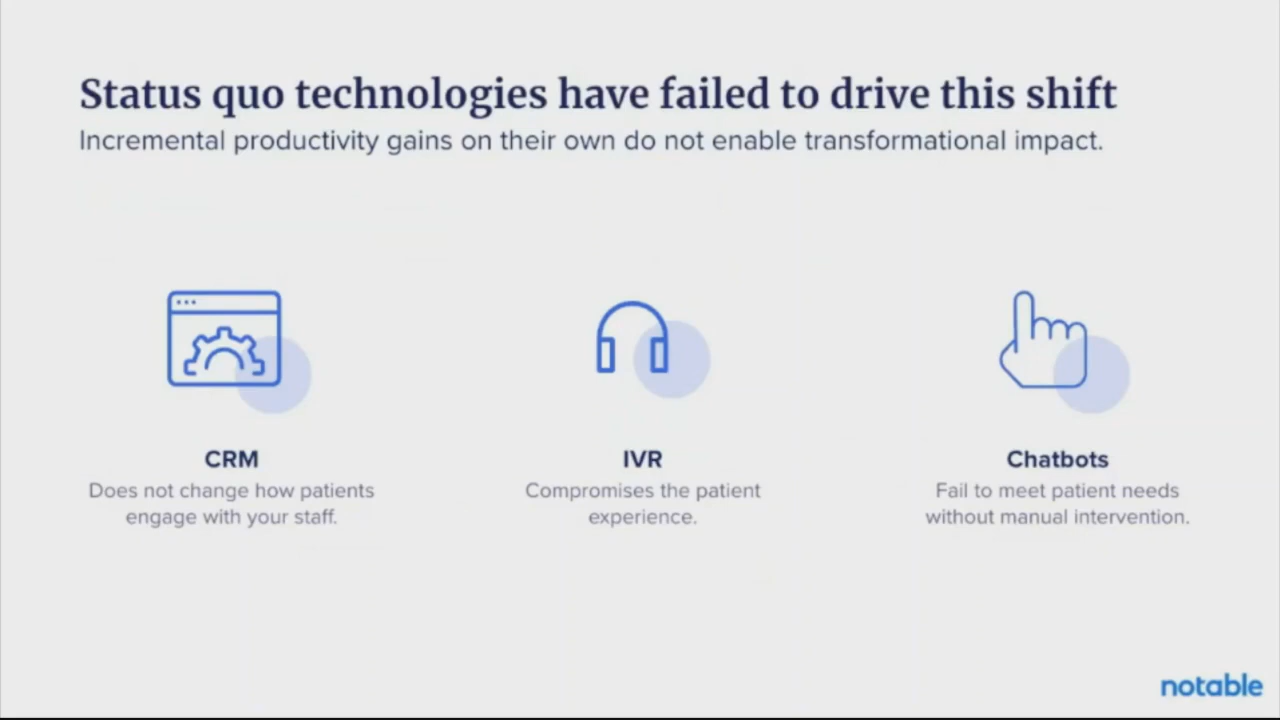 Status quo technologies have failed to drive this shift
Incremental productivity gains on their own do not enable transformational impact.
CRM
Does not change how patients
engage with your staff.
IVR
Compromises the patient
experience.
Chatbots
Fail to meet patient needs
without manual intervention.
notable